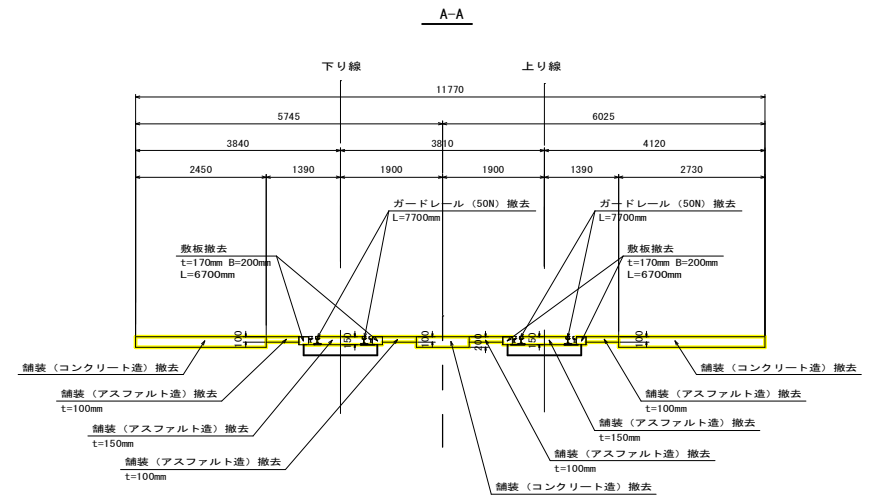 A-A
下り線
上り線
11770
5745
6025
3840
3810
4120
2450
1390
1900
1900
1390
2730
ガードレール (50N) 撤去
L=7700mm
ガードレール (50N) 撤去
L=7700mm
敷板撤去
t=170mm B=200mm
L=6700mm
敷板撤去
t=170mm B=200mm
L=6700mm
100
150
100
200
150
100
舗装 (コンクリート造) 撤去
舗装 (コンクリート造) 撤去
舗装 (アスファルト造) 撤去
t=100mm
舗装 (アスファルト造) 撤去
t=100mm
舗装 (アスファルト造) 撤去
t=150mm
舗装 (アスファルト造) 撤去
t=150mm
舗装 (アスファルト造) 撤去
t=100mm
舗装 (アスファルト造) 撤去
t=100mm
舗装 (コンクリート造) 撤去